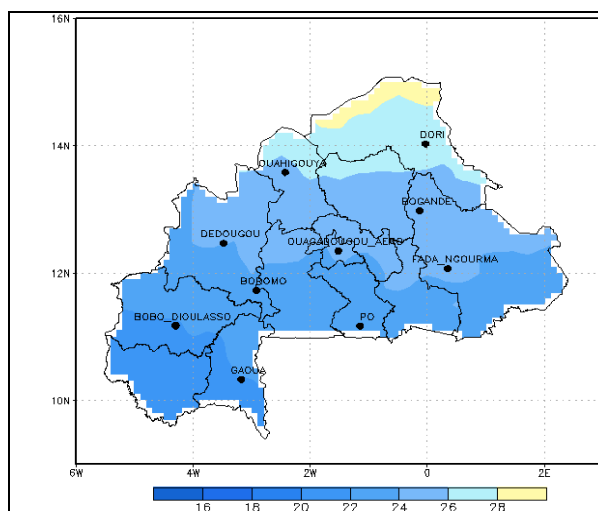 16N
14N
12N
10N
DORI
OUAHIGOUYA
BOGANDE
DEDOUGOU
OUAGADOUGOU_AERO
FADA_NGOURMA
BOROMO
BOBO_DIOULASSO
PO
GAOUA
6W 4W 2W 0 2E
16 18 20 22 24 26 28